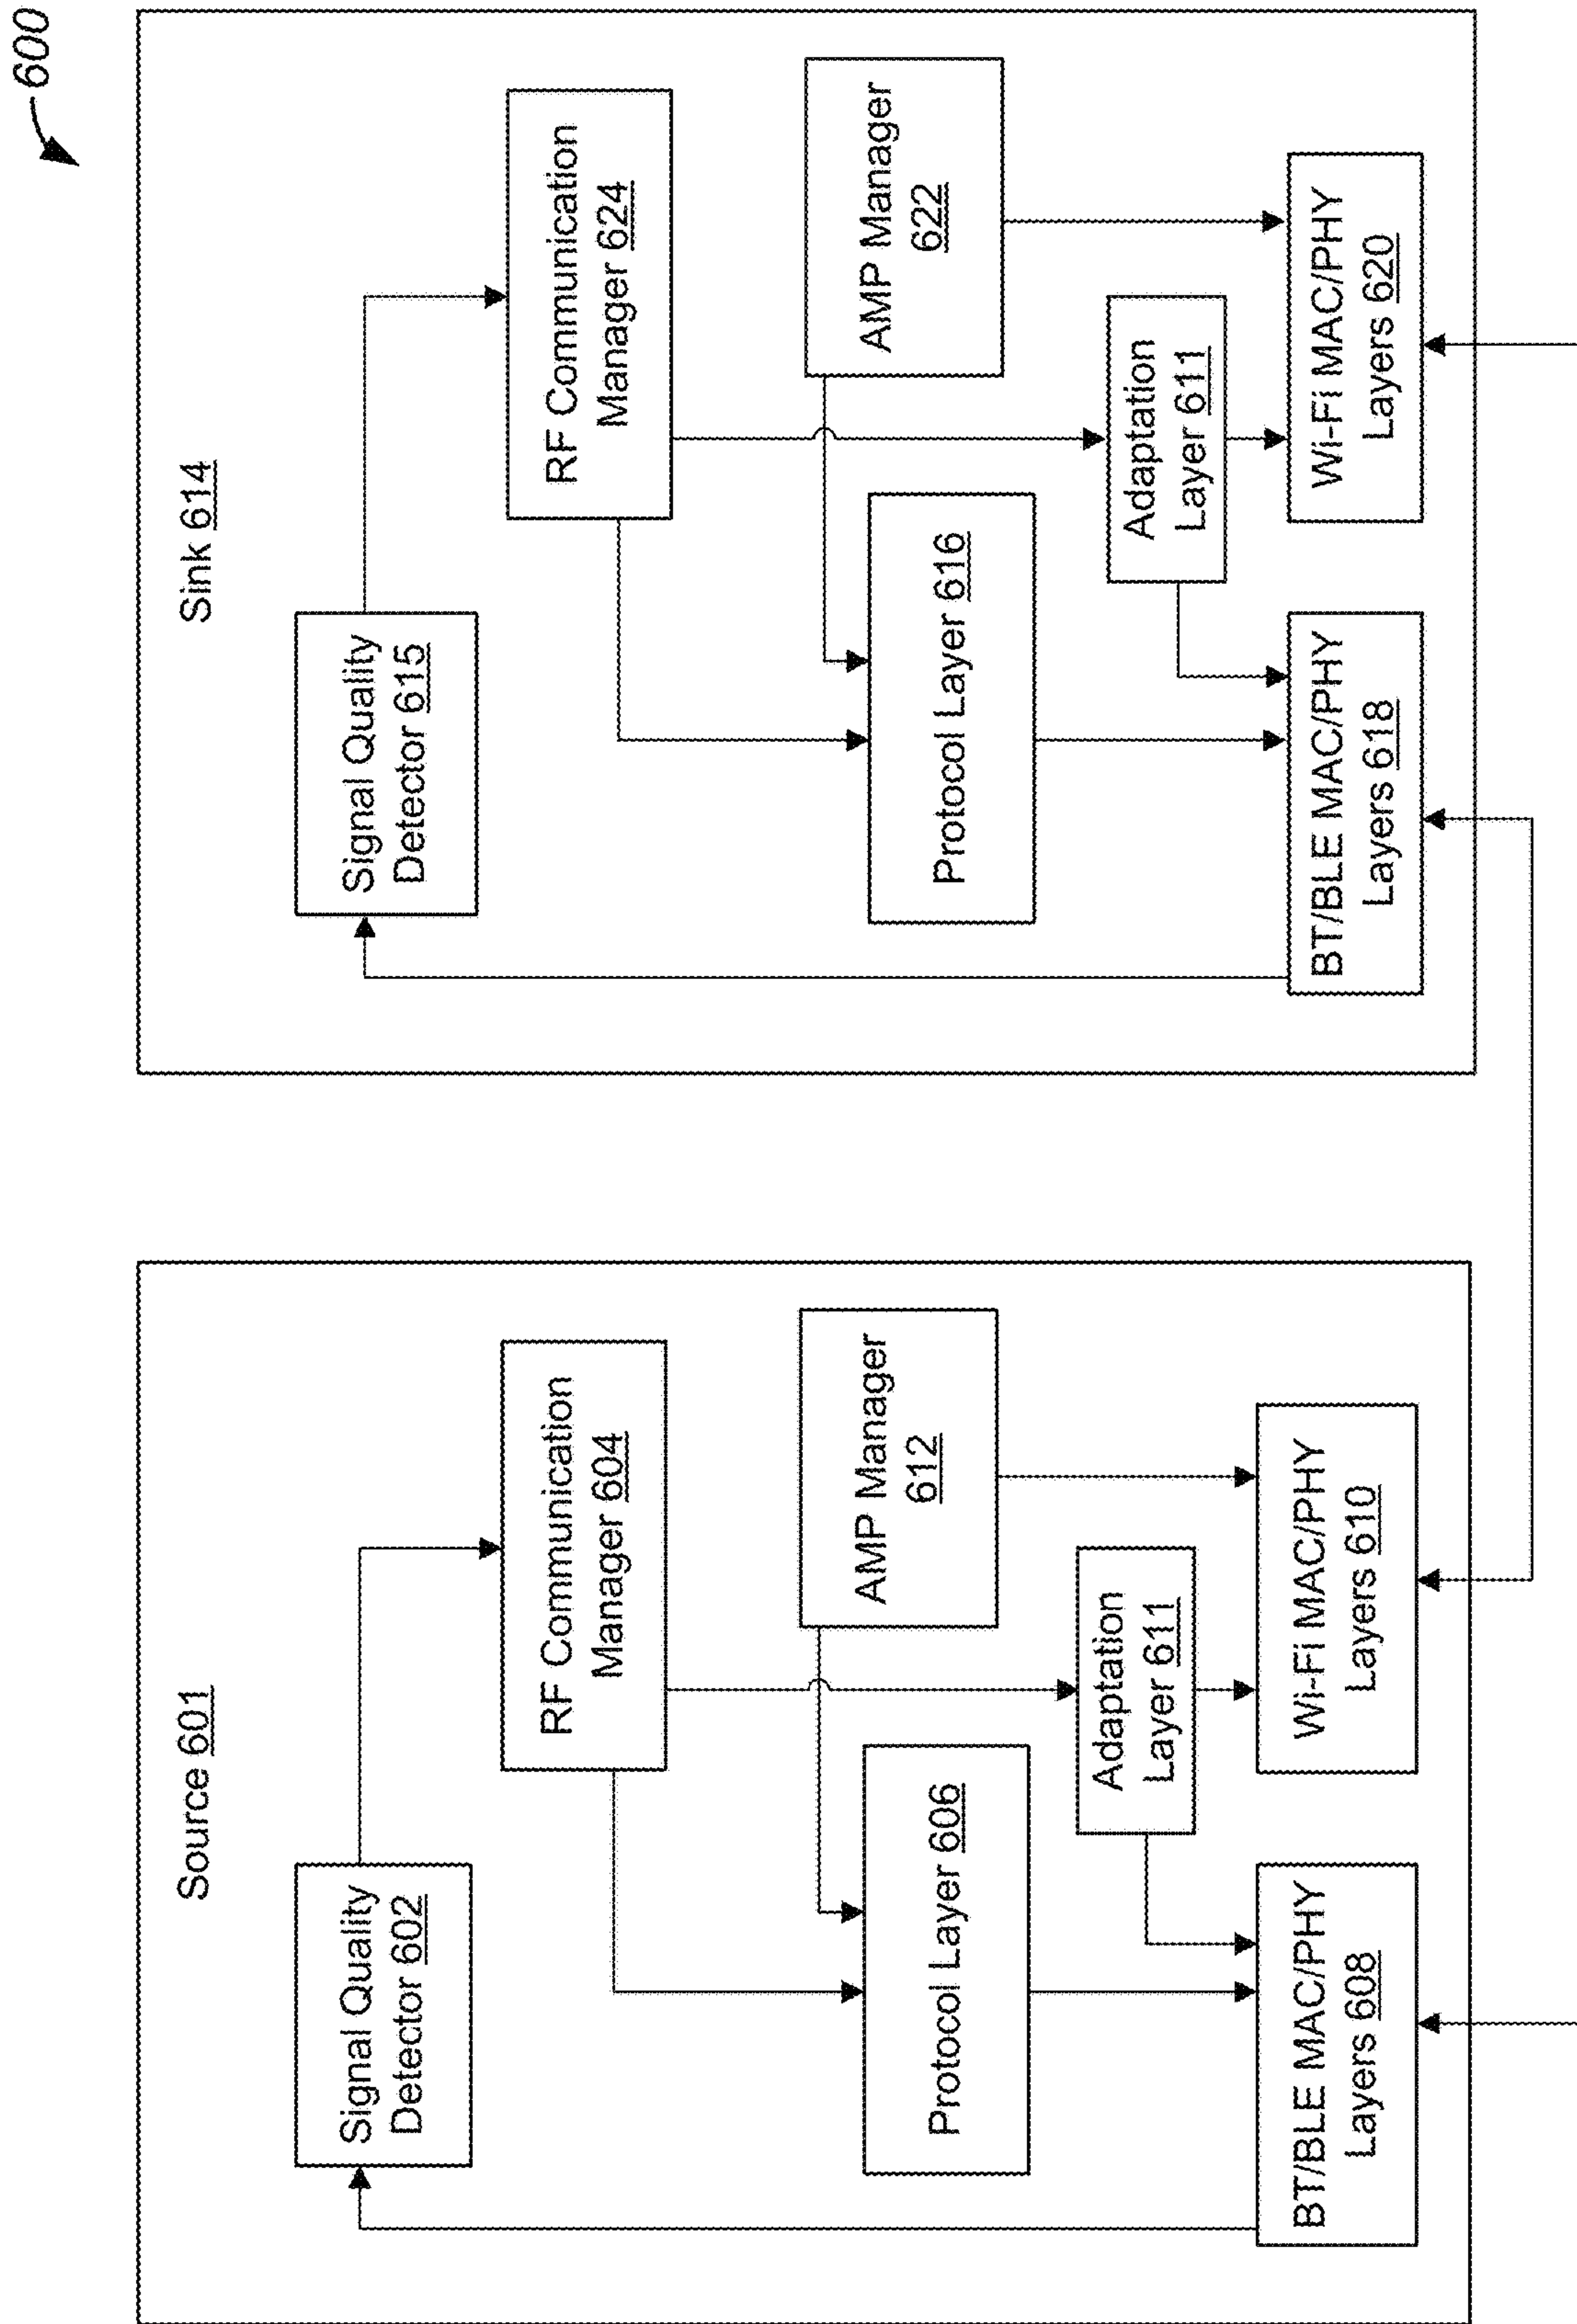 600
Source 601
Signal Quality
Detector 602
RF Communication
Manager 604
AMP Manager
612
Protocol Layer 606
Adaptation
Layer 611
BT/BLE MAC/PHY
Layers 608
Wi-Fi MAC/PHY
Layers 610
Sink 614
Signal Quality
Detector 615
RF Communication
Manager 624
AMP Manager
622
Protocol Layer 616
Adaptation
Layer 611
BT/BLE MAC/PHY
Layers 618
Wi-Fi MAC/PHY
Layers 620